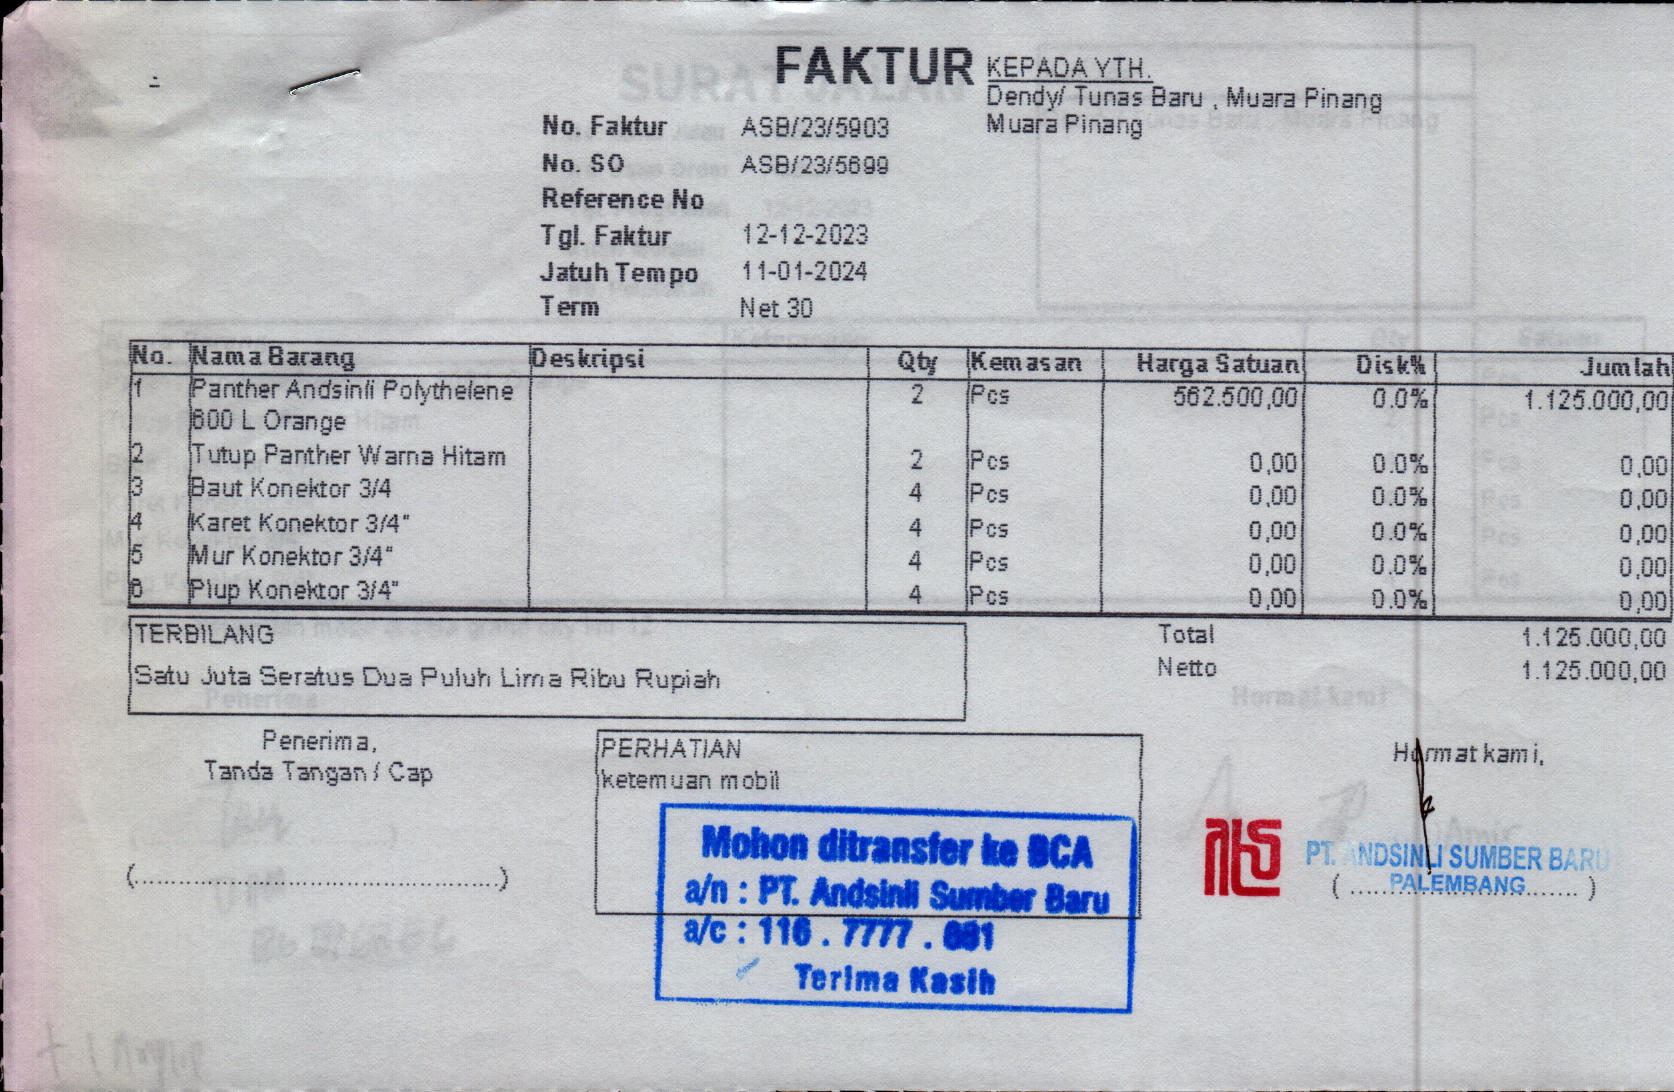 FAKTUR
KEPADA YTH.
Dendy/ Tunas Baru , Muara Pinang
Muara Pinang
No. Faktur ASB/23/5903
No. SO ASB/23/5699
Reference No
Tgl. Faktur 12-12-2023
Jatuh Tempo 11-01-2024
Term Net 30
No. Nama Barang Deskripsi Qty Kemasan Harga Satuan Disk% Jumlah
1 Panther Andsinli Polythelene 2 Pcs 562.500,00 0.0% 1.125.000,00
600 L Orange
2 Tutup Panther Warna Hitam 2 Pcs 0,00 0.0% 0,00
3 Baut Konektor 3/4 4 Pcs 0,00 0.0% 0,00
4 Karet Konektor 3/4" 4 Pcs 0,00 0.0% 0,00
5 Mur Konektor 3/4" 4 Pcs 0,00 0.0% 0,00
6 Plup Konektor 3/4" 4 Pcs 0,00 0.0% 0,00
TERBILANG
Satu Juta Seratus Dua Puluh Lima Ribu Rupiah
Total 1.125.000,00
Netto 1.125.000,00
Penerima,
Tanda Tangan / Cap
(............................................)
PERHATIAN
ketemuan mobil
Mohon ditransfer ke BCA
a/n : PT. Andsinli Sumber Baru
a/c : 116 . 7777 .
Terima Kasih
Hormat kami,
PT. ANDSINLI SUMBER BARU
PALEMBANG